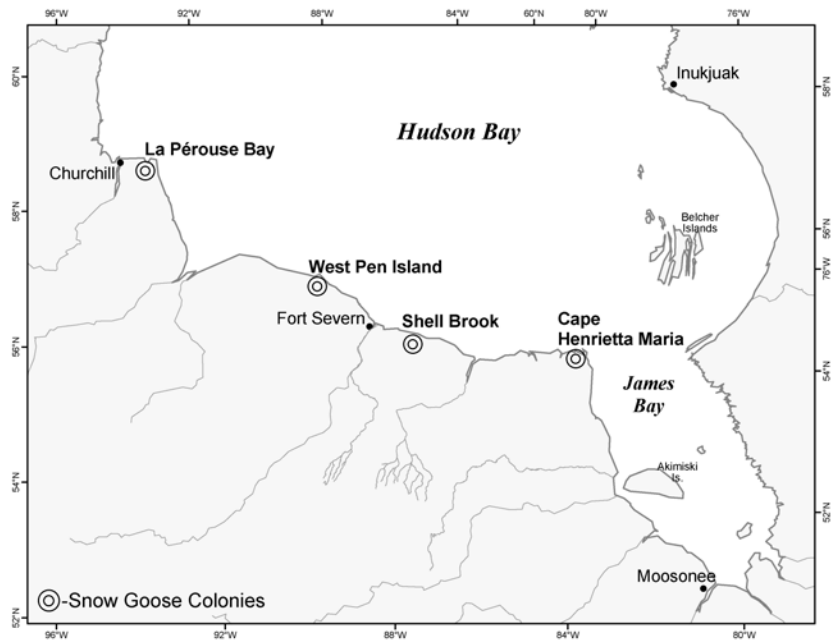 96°W 92°W 88°W 84°W 60°N 80°W 76°W
60°N
58°N
Inukjuak
Hudson Bay
La Pérouse Bay
Churchill
58°N
Belcher
Islands
56°N
76°W
West Pen Island
Fort Severn
Shell Brook
Cape
Henrietta Maria
56°N
54°N
James
Bay
Akimiski
Is.
54°N
52°N
Moosonee
-Snow Goose Colonies
52°N
96°W 92°W 88°W 84°W 80°W